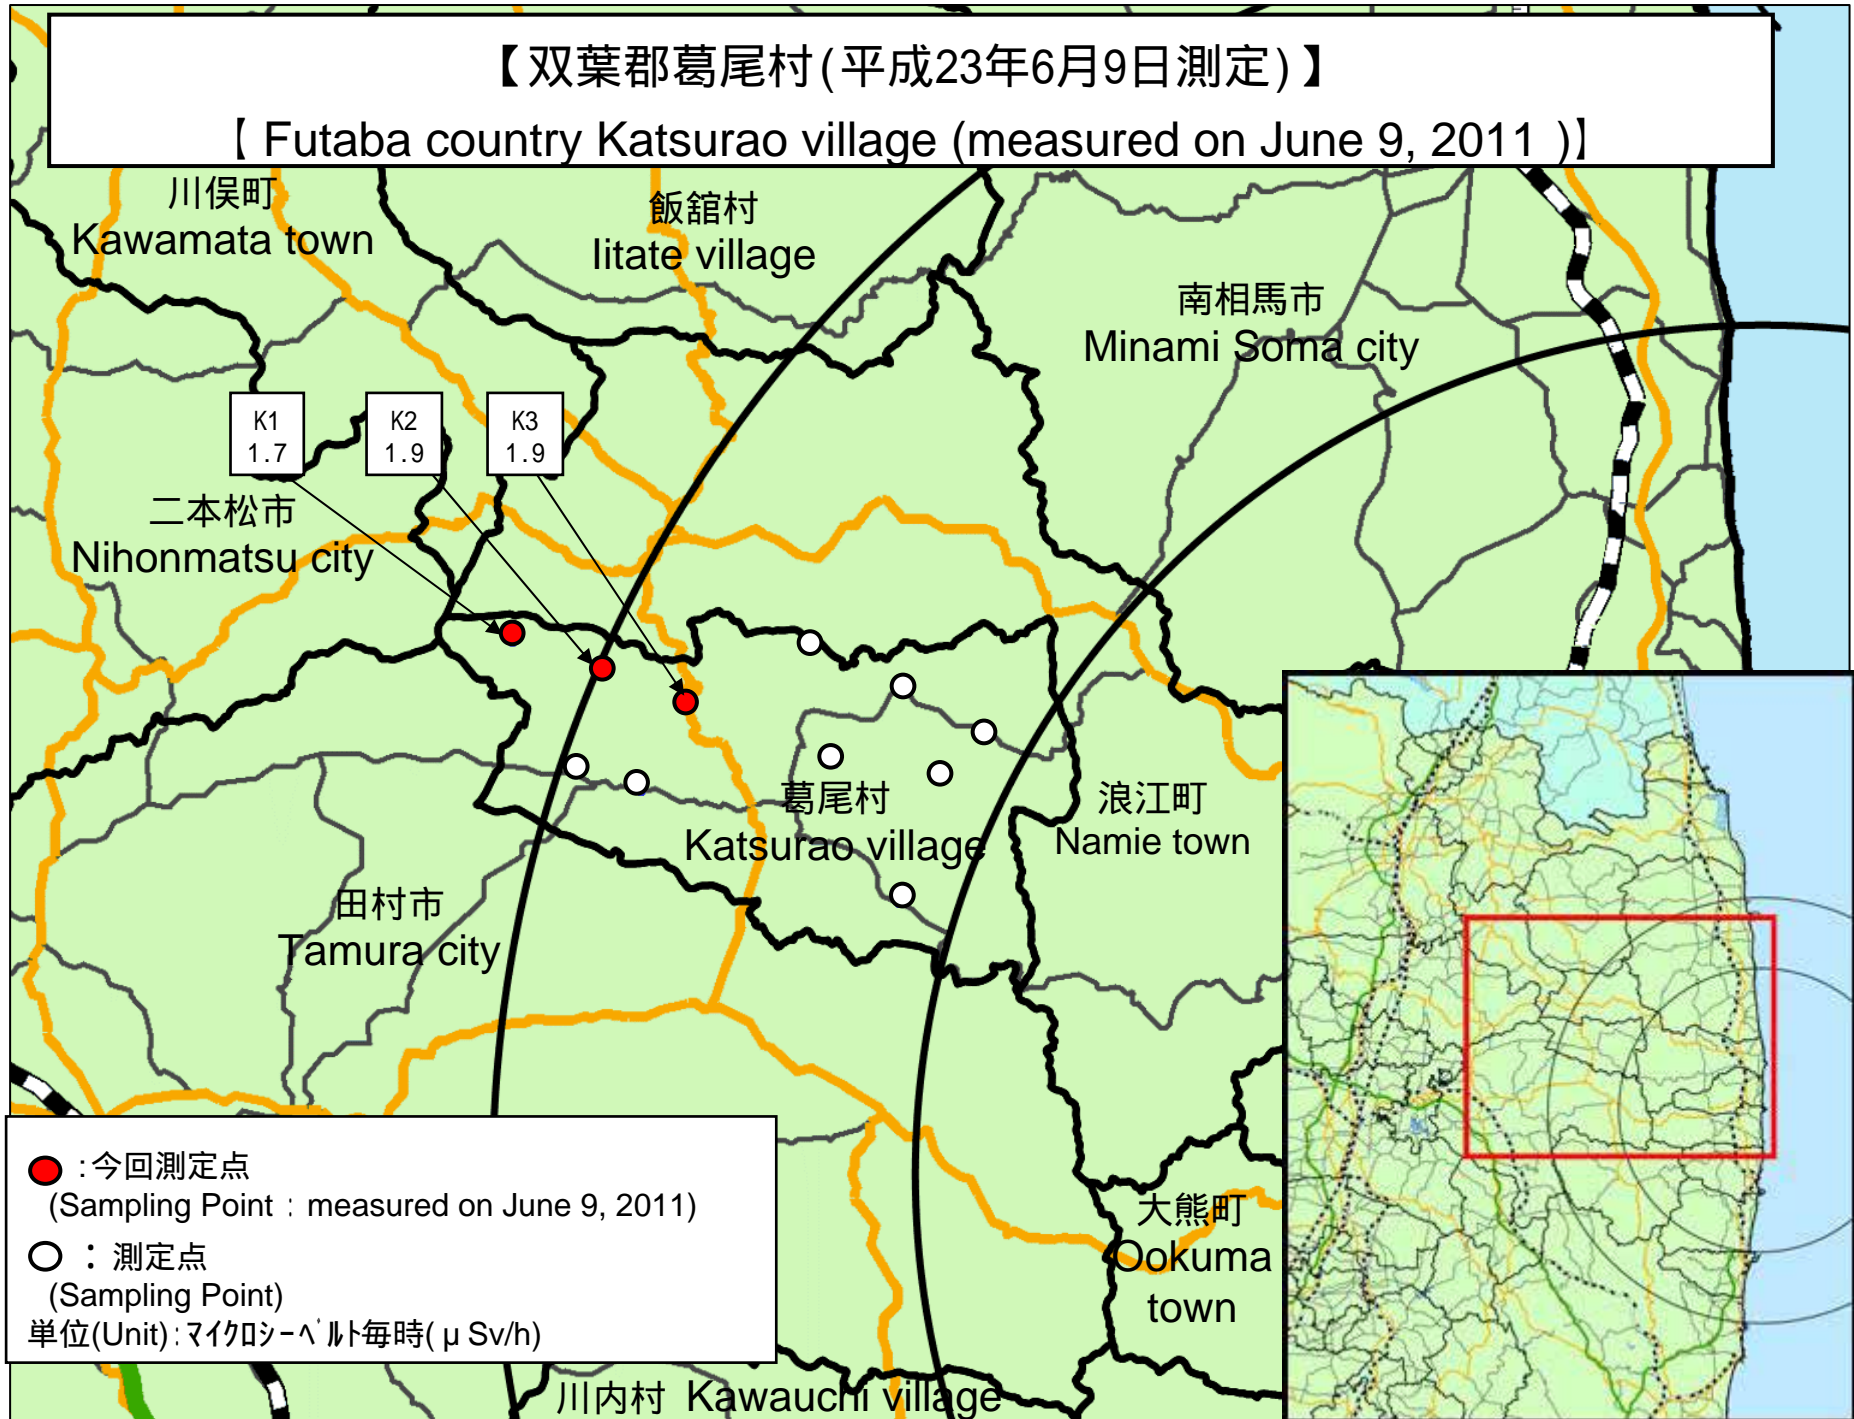 【双葉郡葛尾村(平成23年6月9日測定)】
【 Futaba country Katsurao village (measured on June 9, 2011 )】
川俣町
Kawamata town
飯舘村
Iitate village
南相馬市
Minami Soma city
K1
1.7
K2
1.9
K3
1.9
二本松市
Nihonmatsu city
葛尾村
Katsurao village
浪江町
Namie town
田村市
Tamura city
大熊町
Ookuma
town
川内村 Kawauchi village
:今回測定点
(Sampling Point : measured on June 9, 2011)
: 測定点
(Sampling Point)
単位(Unit):マイクロシーベルト毎時( μ Sv/h)